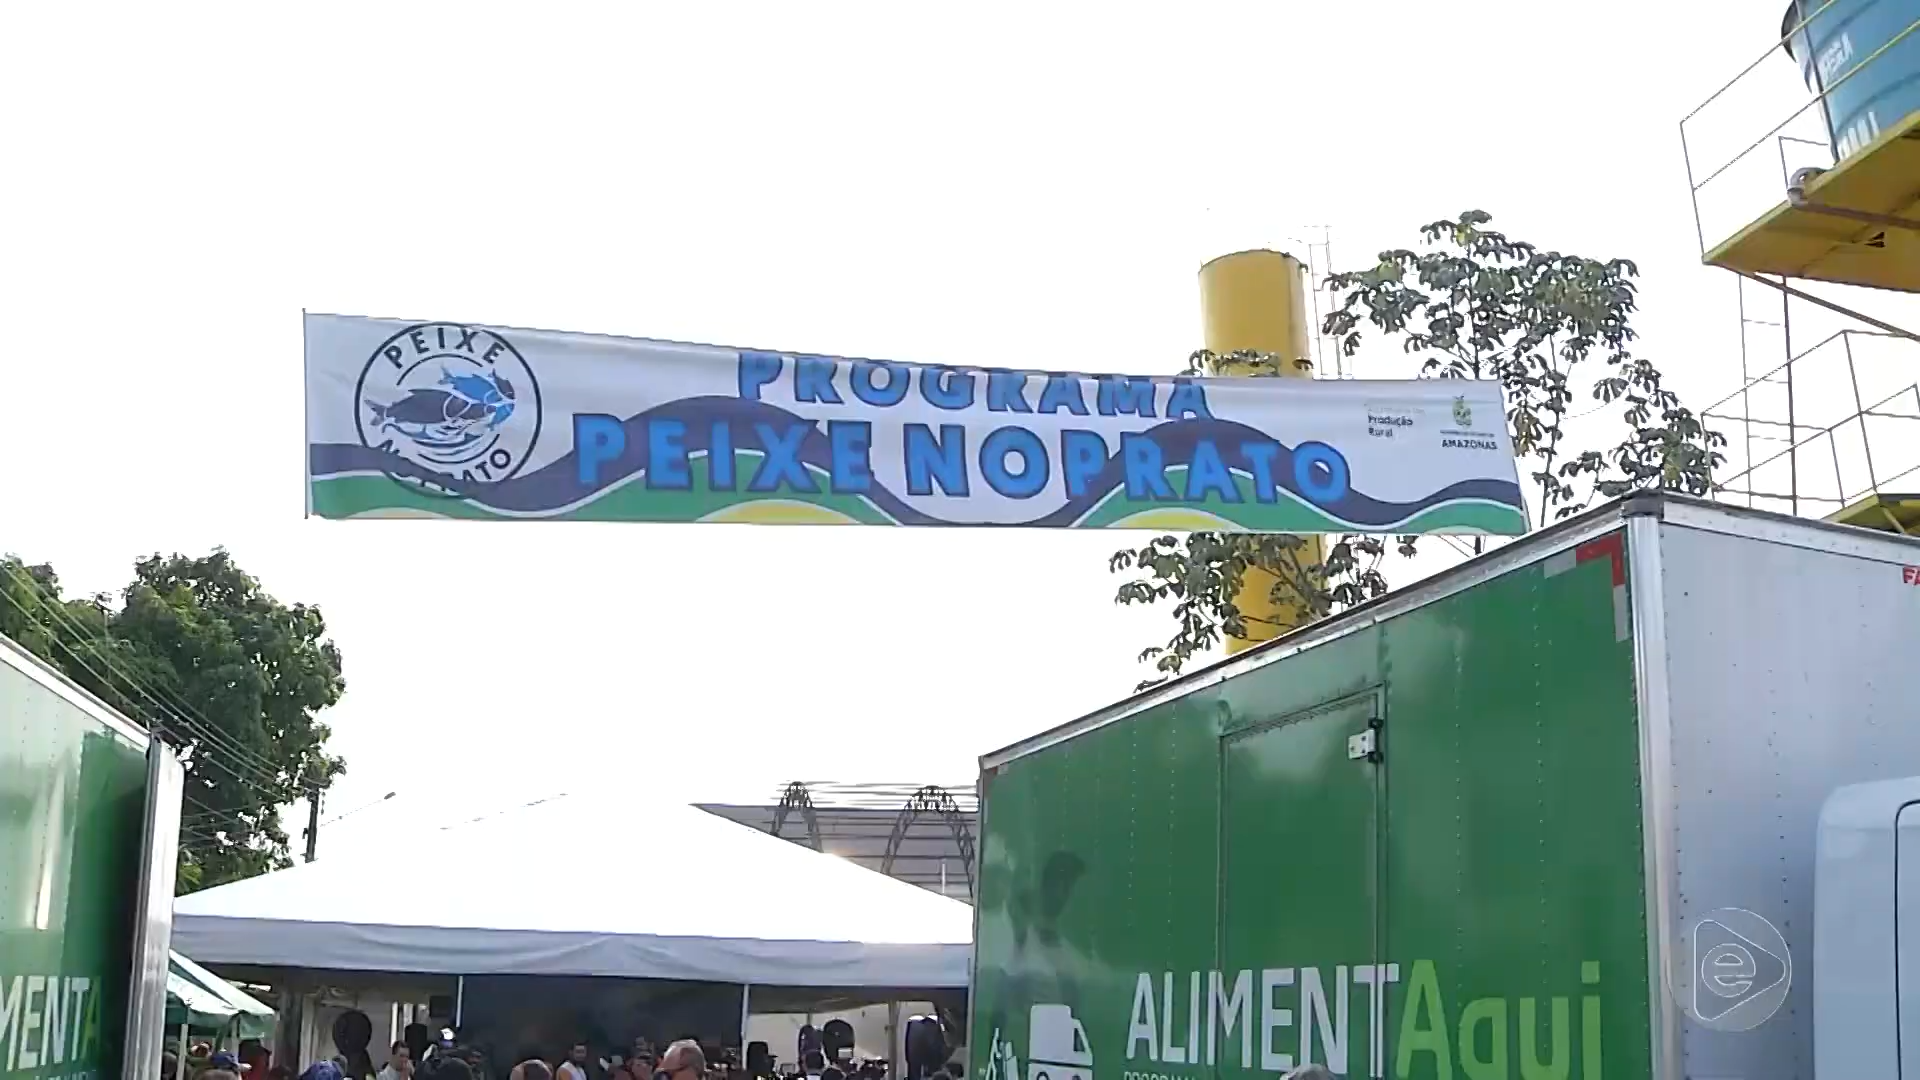 PEIXE
NO PRATO
PROGRAMA
PEIXE NO PRATO
Produção
Rural
AMAZONAS
MENTA
ALIMENTAqui
e